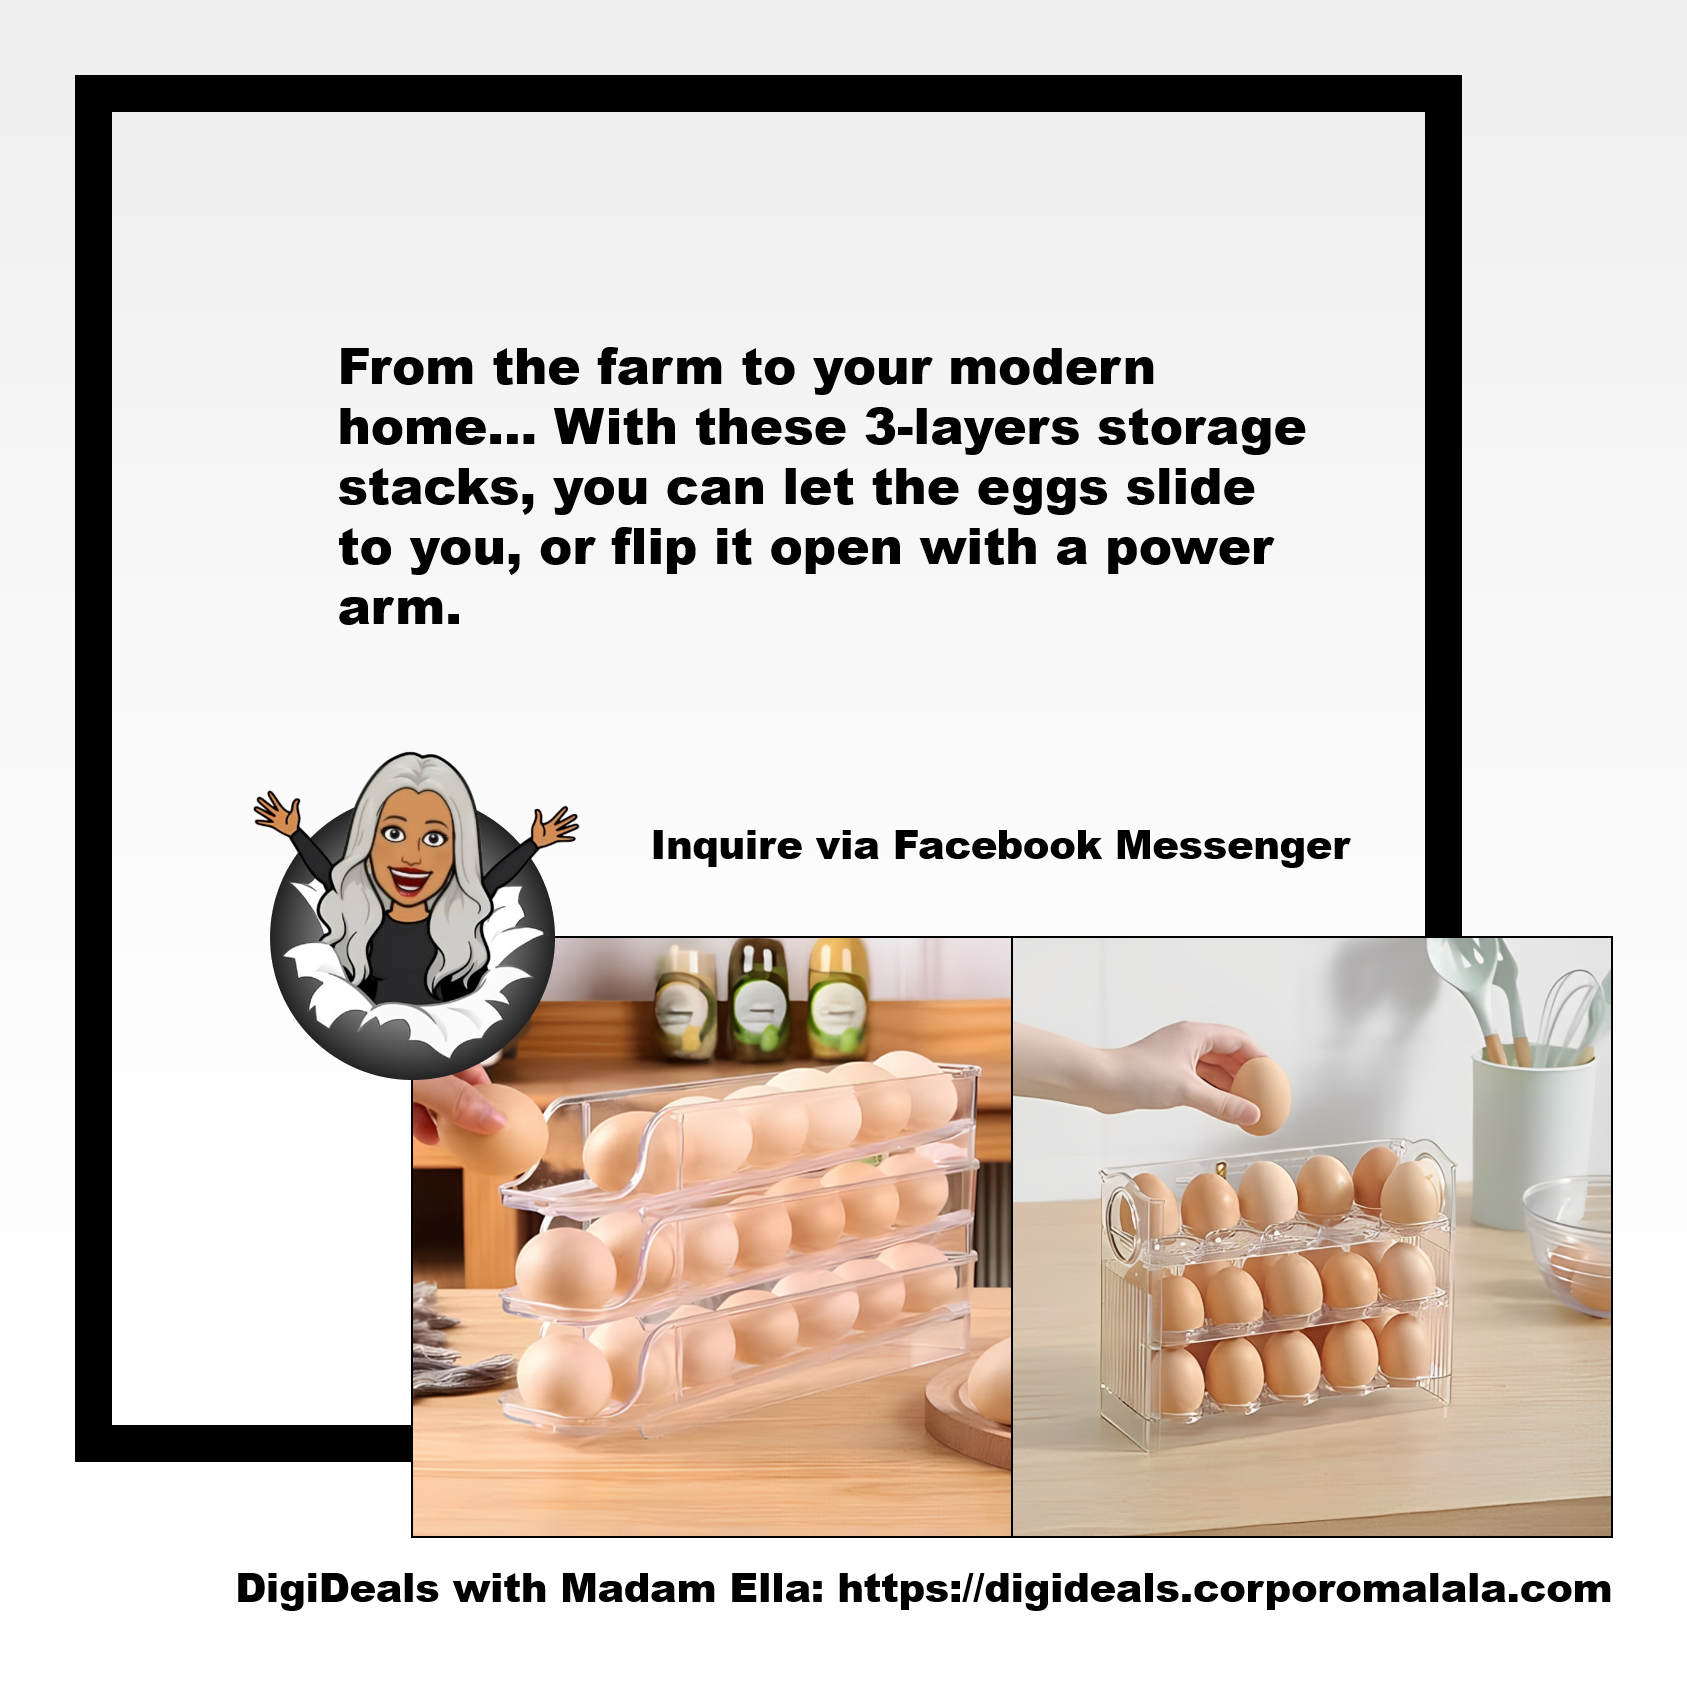 From the farm to your modern
home... With these 3-layers storage
stacks, you can let the eggs slide
to you, or flip it open with a power
arm.
Inquire via Facebook Messenger
DigiDeals with Madam Ella: https://digideals.corporomalala.com